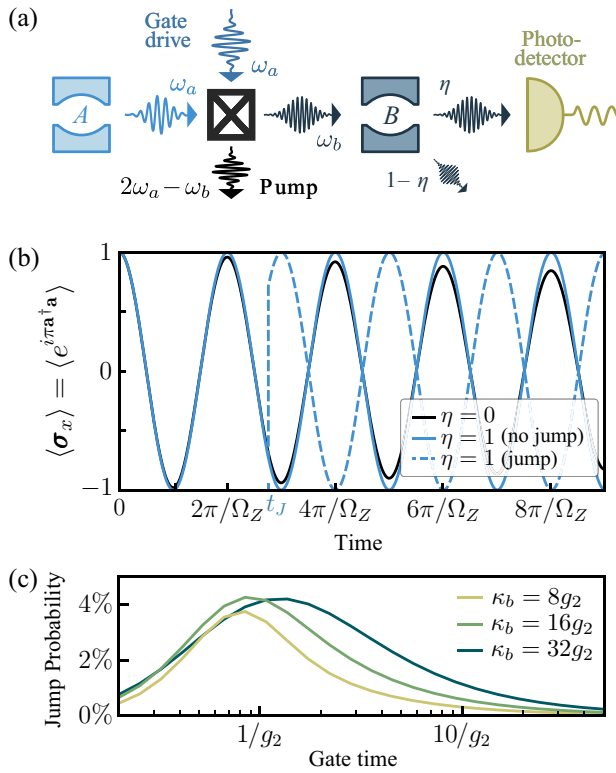 (a)
Gate
drive
Photo-
detector
ω_a
ω_a
η
A
B
ω_b
2ω_a − ω_b
Pump
1− η
(b)
⟨σ_x⟩ = ⟨e^{iπa†a}⟩
1
0
−1
η = 0
η = 1 (no jump)
η = 1 (jump)
0
2π/Ω_Z
t_J
4π/Ω_Z
6π/Ω_Z
8π/Ω_Z
Time
(c)
Jump Probability
4%
2%
0%
κ_b = 8g_2
κ_b = 16g_2
κ_b = 32g_2
1/g_2
10/g_2
Gate time